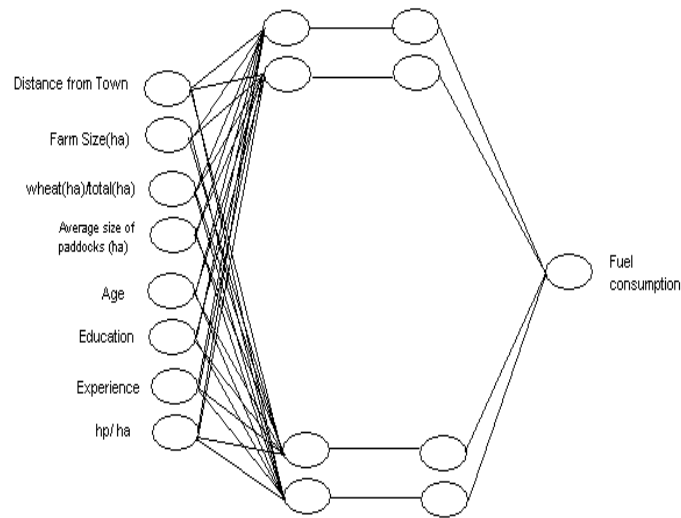 Distance from Town
Farm Size(ha)
wheat(ha)/total(ha)
Average size of
paddocks (ha)
Age
Education
Experience
hp/ ha
Fuel
consumption